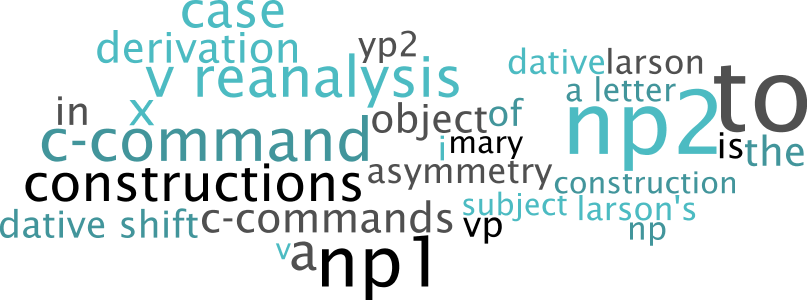 case
derivation
yp2
v reanalysis
dative larson
a letter
to
in
x
object of
np2
c-command
i mary
is the
constructions
asymmetry
construction
dative shift
c-commands
subject larson's
vp
np
v a
np1